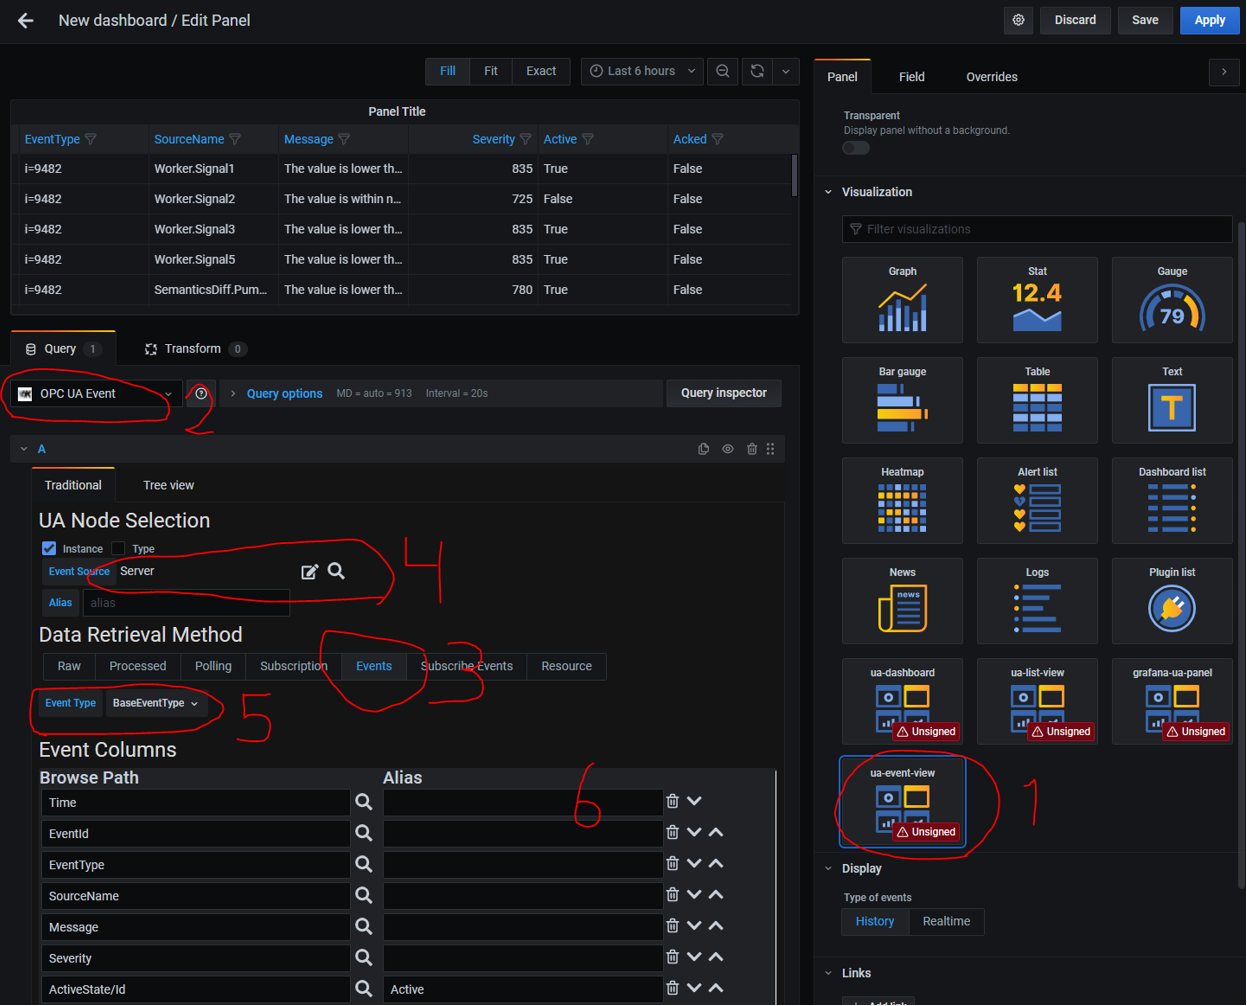 New dashboard / Edit Panel
Discard Save Apply
Fill Fit Exact Last 6 hours
Panel Field Overrides
Panel Title
EventType SourceName Message Severity Active Acked
i=9482 Worker.Signal1 The value is lower th... 835 True False
i=9482 Worker.Signal2 The value is within n... 725 False False
i=9482 Worker.Signal3 The value is lower th... 835 True False
i=9482 Worker.Signal5 The value is lower th... 835 True False
i=9482 SemanticsDiff.Pum... The value is lower th... 780 True False
Query 1 Transform 0
OPC UA Event Query options MD = auto = 913 Interval = 20s Query inspector
2
A
Traditional Tree view
UA Node Selection
Instance Type
Event Source Server
4
Alias alias
Data Retrieval Method
Raw Processed Polling Subscription Events Subscribe Events Resource
3
Event Type BaseEventType
5
Event Columns
Browse Path Alias
6
Time
EventId
EventType
SourceName
Message
Severity
ActiveState/Id Active
Transparent
Display panel without a background.
Visualization
Filter visualizations
Graph Stat Gauge
12.4 79
Bar gauge Table Text
T
Heatmap Alert list Dashboard list
News Logs Plugin list
news
ua-dashboard ua-list-view grafana-ua-panel
Unsigned Unsigned Unsigned
ua-event-view
Unsigned
1
Display
Type of events
History Realtime
Links
Add link